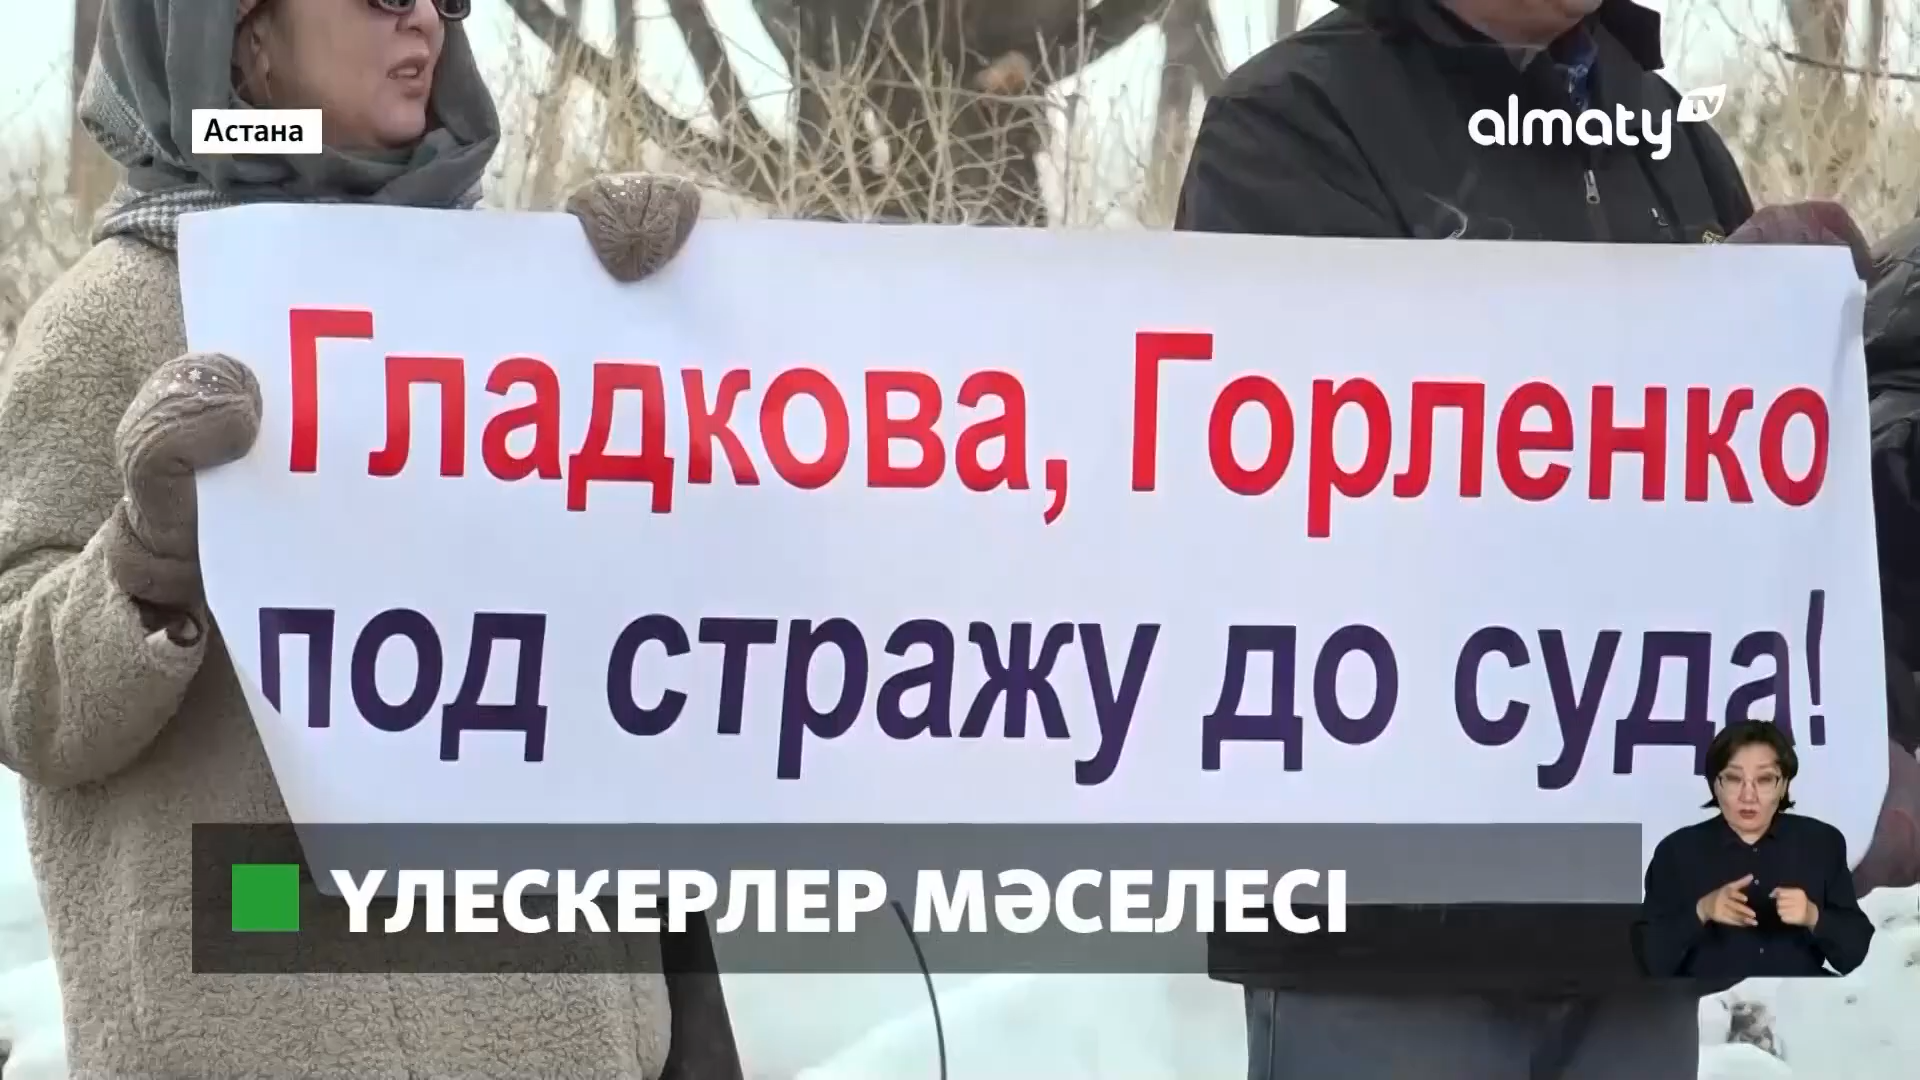 Астана
almaty TV
Гладкова, Горленко
под стражу до суда!
ҮЛЕСКЕРЛЕР МӘСЕЛЕСІ